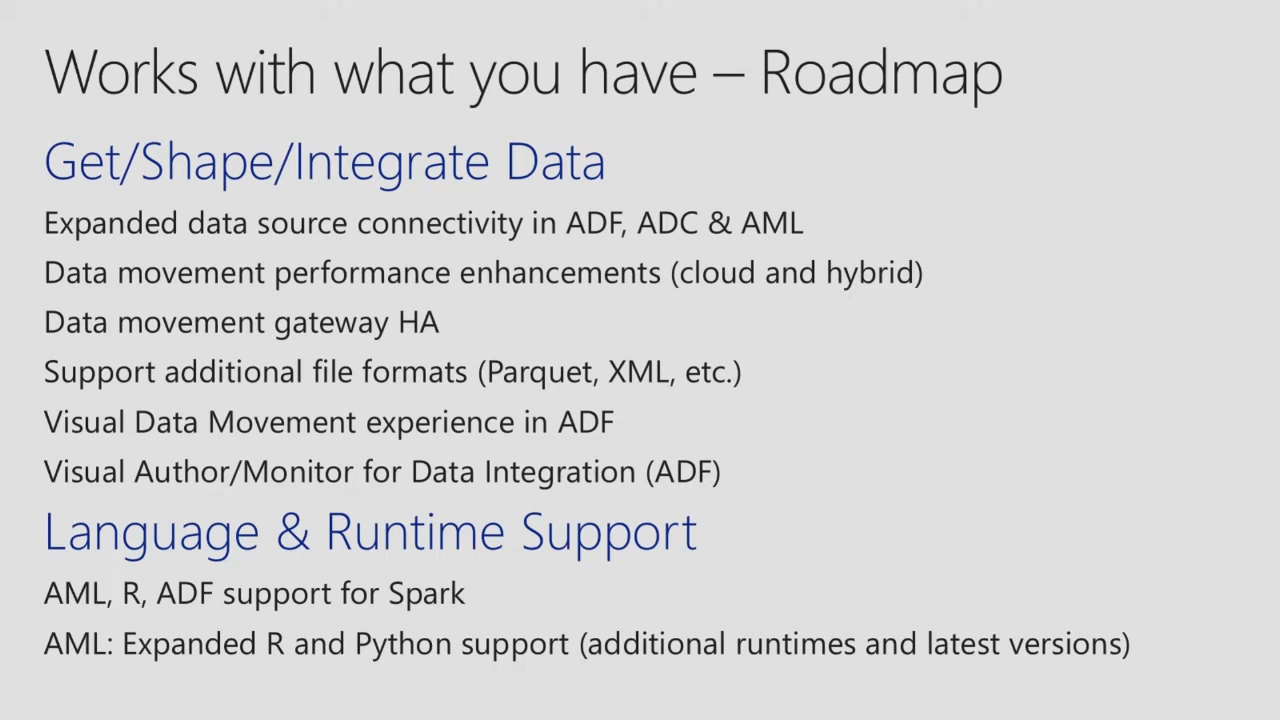 Works with what you have – Roadmap
Get/Shape/Integrate Data
Expanded data source connectivity in ADF, ADC & AML
Data movement performance enhancements (cloud and hybrid)
Data movement gateway HA
Support additional file formats (Parquet, XML, etc.)
Visual Data Movement experience in ADF
Visual Author/Monitor for Data Integration (ADF)
Language & Runtime Support
AML, R, ADF support for Spark
AML: Expanded R and Python support (additional runtimes and latest versions)